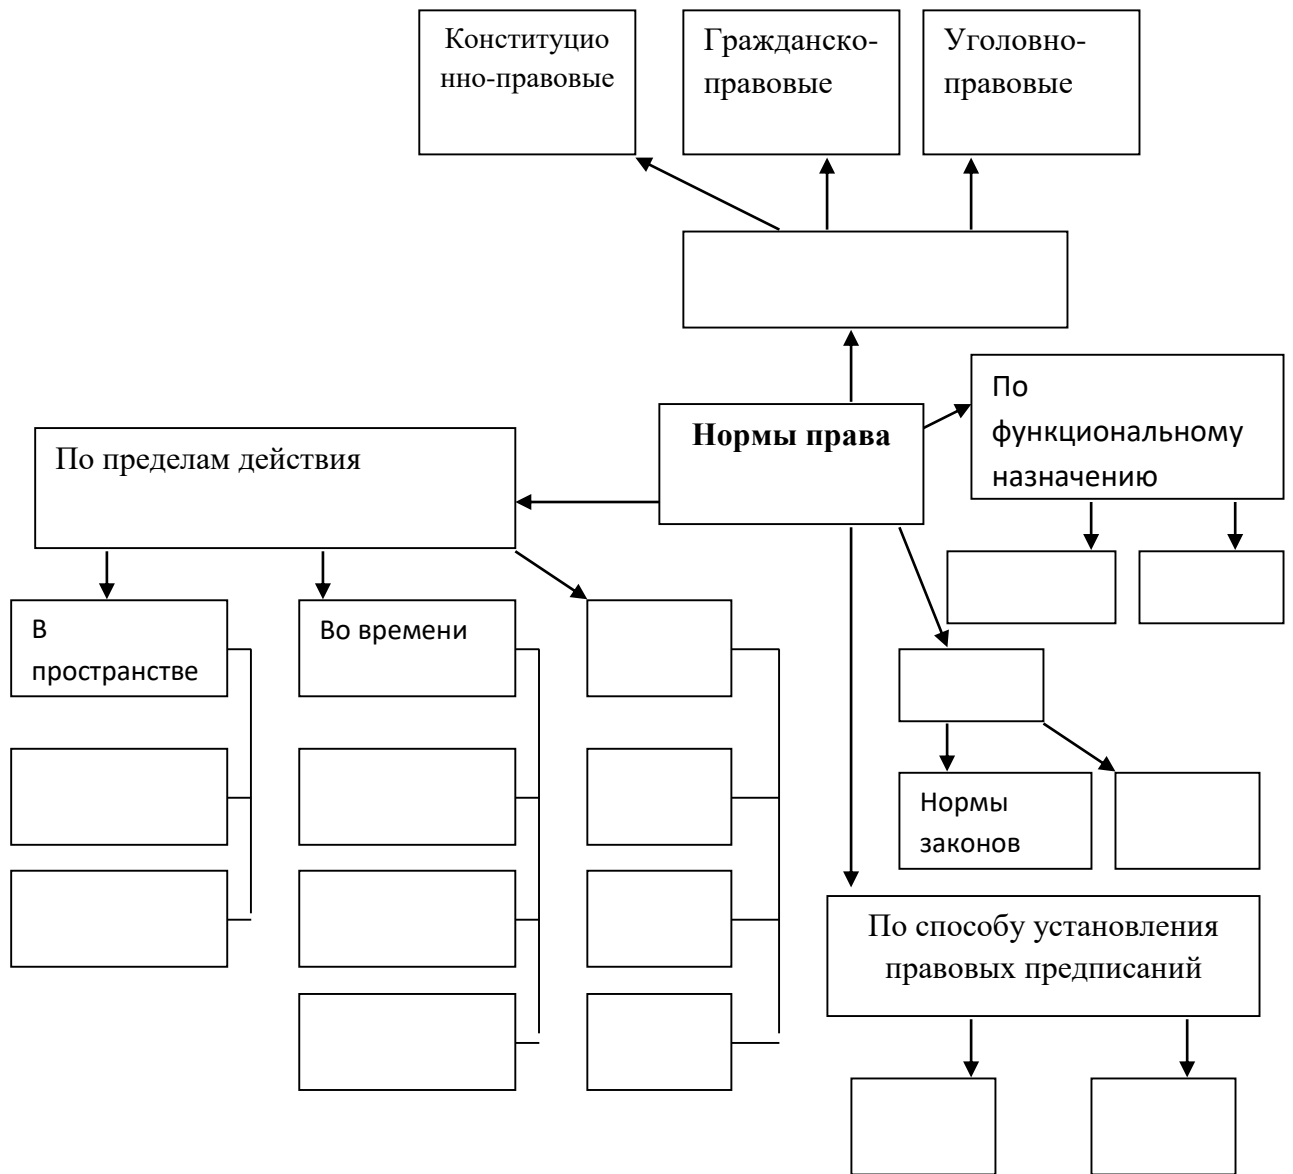 Конституцио
нно-правовые
Гражданско-
правовые
Уголовно-
правовые
По
функциональному
назначению
Нормы права
По пределам действия
В
пространстве
Во времени
Нормы
законов
По способу установления
правовых предписаний